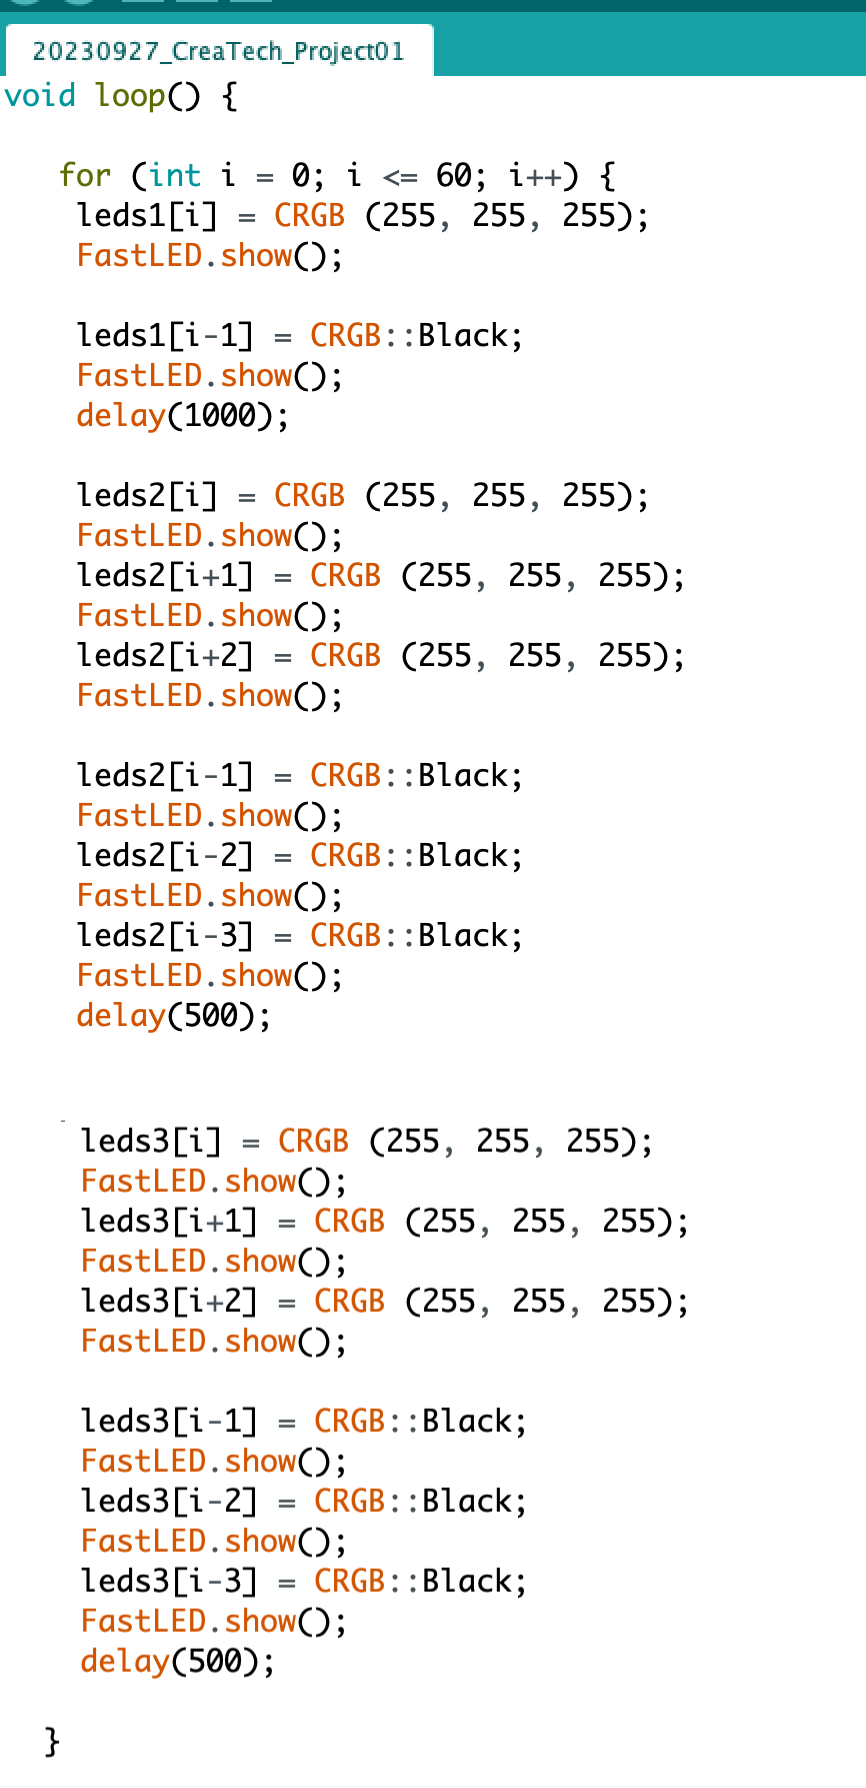 20230927_CreaTech_Project01
void loop() {
for (int i = 0; i <= 60; i++) {
leds1[i] = CRGB (255, 255, 255);
FastLED.show();
leds1[i-1] = CRGB::Black;
FastLED.show();
delay(1000);
leds2[i] = CRGB (255, 255, 255);
FastLED.show();
leds2[i+1] = CRGB (255, 255, 255);
FastLED.show();
leds2[i+2] = CRGB (255, 255, 255);
FastLED.show();
leds2[i-1] = CRGB::Black;
FastLED.show();
leds2[i-2] = CRGB::Black;
FastLED.show();
leds2[i-3] = CRGB::Black;
FastLED.show();
delay(500);
leds3[i] = CRGB (255, 255, 255);
FastLED.show();
leds3[i+1] = CRGB (255, 255, 255);
FastLED.show();
leds3[i+2] = CRGB (255, 255, 255);
FastLED.show();
leds3[i-1] = CRGB::Black;
FastLED.show();
leds3[i-2] = CRGB::Black;
FastLED.show();
leds3[i-3] = CRGB::Black;
FastLED.show();
delay(500);
}